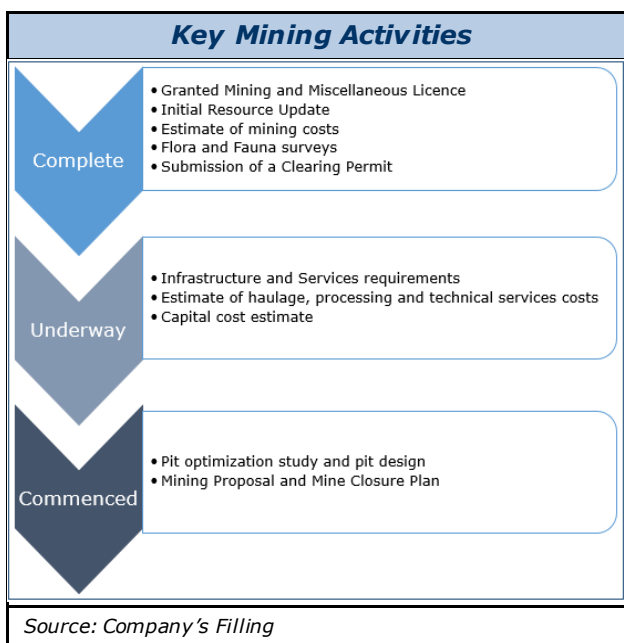 Key Mining Activities
Complete
• Granted Mining and Miscellaneous Licence
• Initial Resource Update
• Estimate of mining costs
• Flora and Fauna surveys
• Submission of a Clearing Permit
Underway
• Infrastructure and Services requirements
• Estimate of haulage, processing and technical services costs
• Capital cost estimate
Commenced
• Pit optimization study and pit design
• Mining Proposal and Mine Closure Plan
Source: Company's Filling